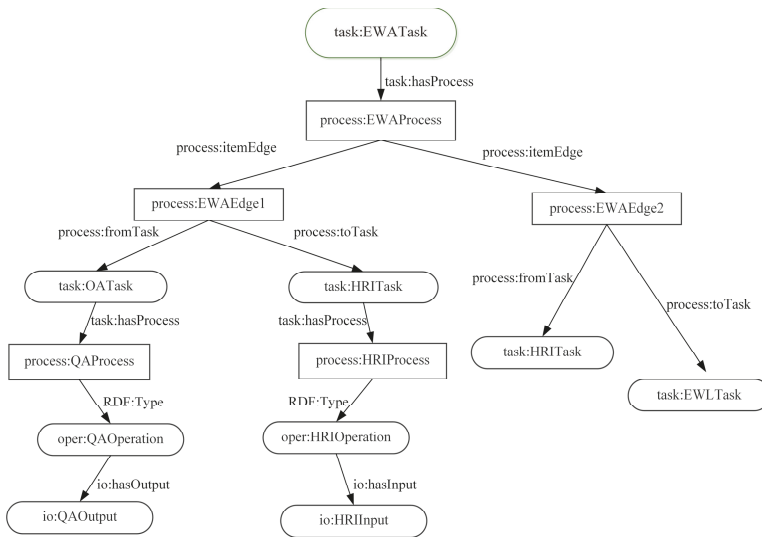 task:EWATask
task:hasProcess
process:EWAProcess
process:itemEdge
process:itemEdge
process:EWAEdge1
process:EWAEdge2
process:fromTask
process:toTask
process:fromTask
process:toTask
task:OATask
task:HRITask
task:hasProcess
task:hasProcess
process:QAProcess
process:HRIProcess
task:HRITask
task:EWLTask
RDF:Type
RDF:Type
oper:QAOperation
oper:HRIOperation
io:hasOutput
io:hasInput
io:QAOutput
io:HRIInput